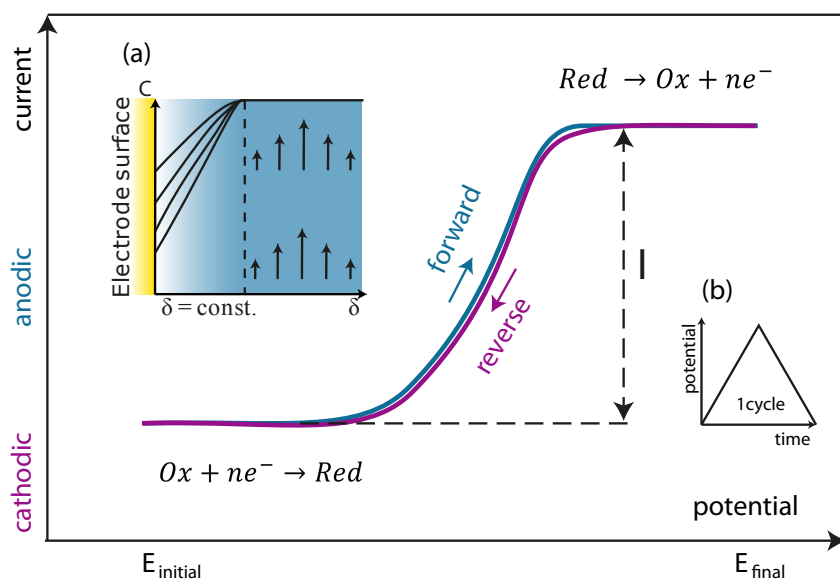 current
anodic
cathodic
(a)
C
Electrode surface
δ = const.
δ
Red → Ox + ne⁻
forward
reverse
I
(b)
potential
1cycle
time
Ox + ne⁻ → Red
potential
E initial
E final